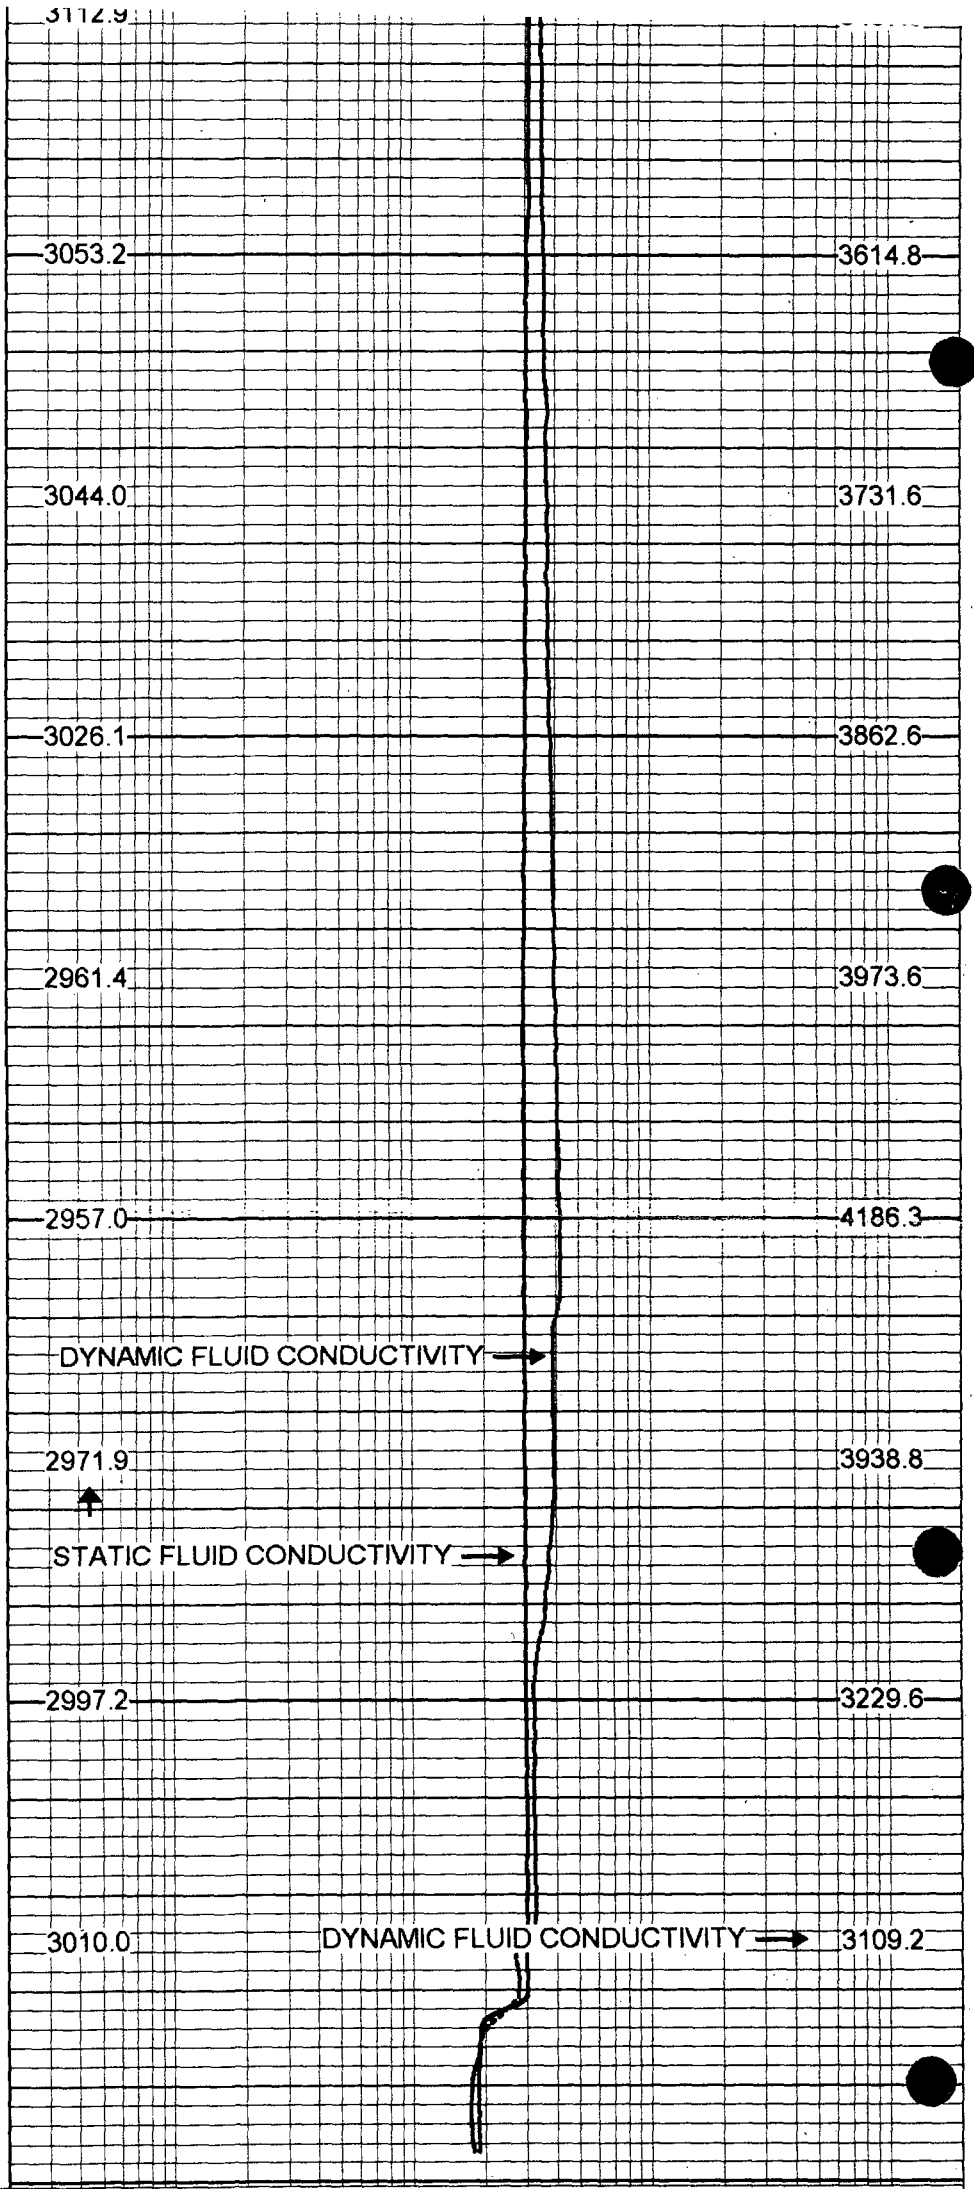 3112.9
3053.2 3614.8
3044.0 3731.6
3026.1 3862.6
2961.4 3973.6
2957.0 4186.3
DYNAMIC FLUID CONDUCTIVITY →
2971.9 3938.8
STATIC FLUID CONDUCTIVITY →
2997.2 3229.6
3010.0 DYNAMIC FLUID CONDUCTIVITY → 3109.2